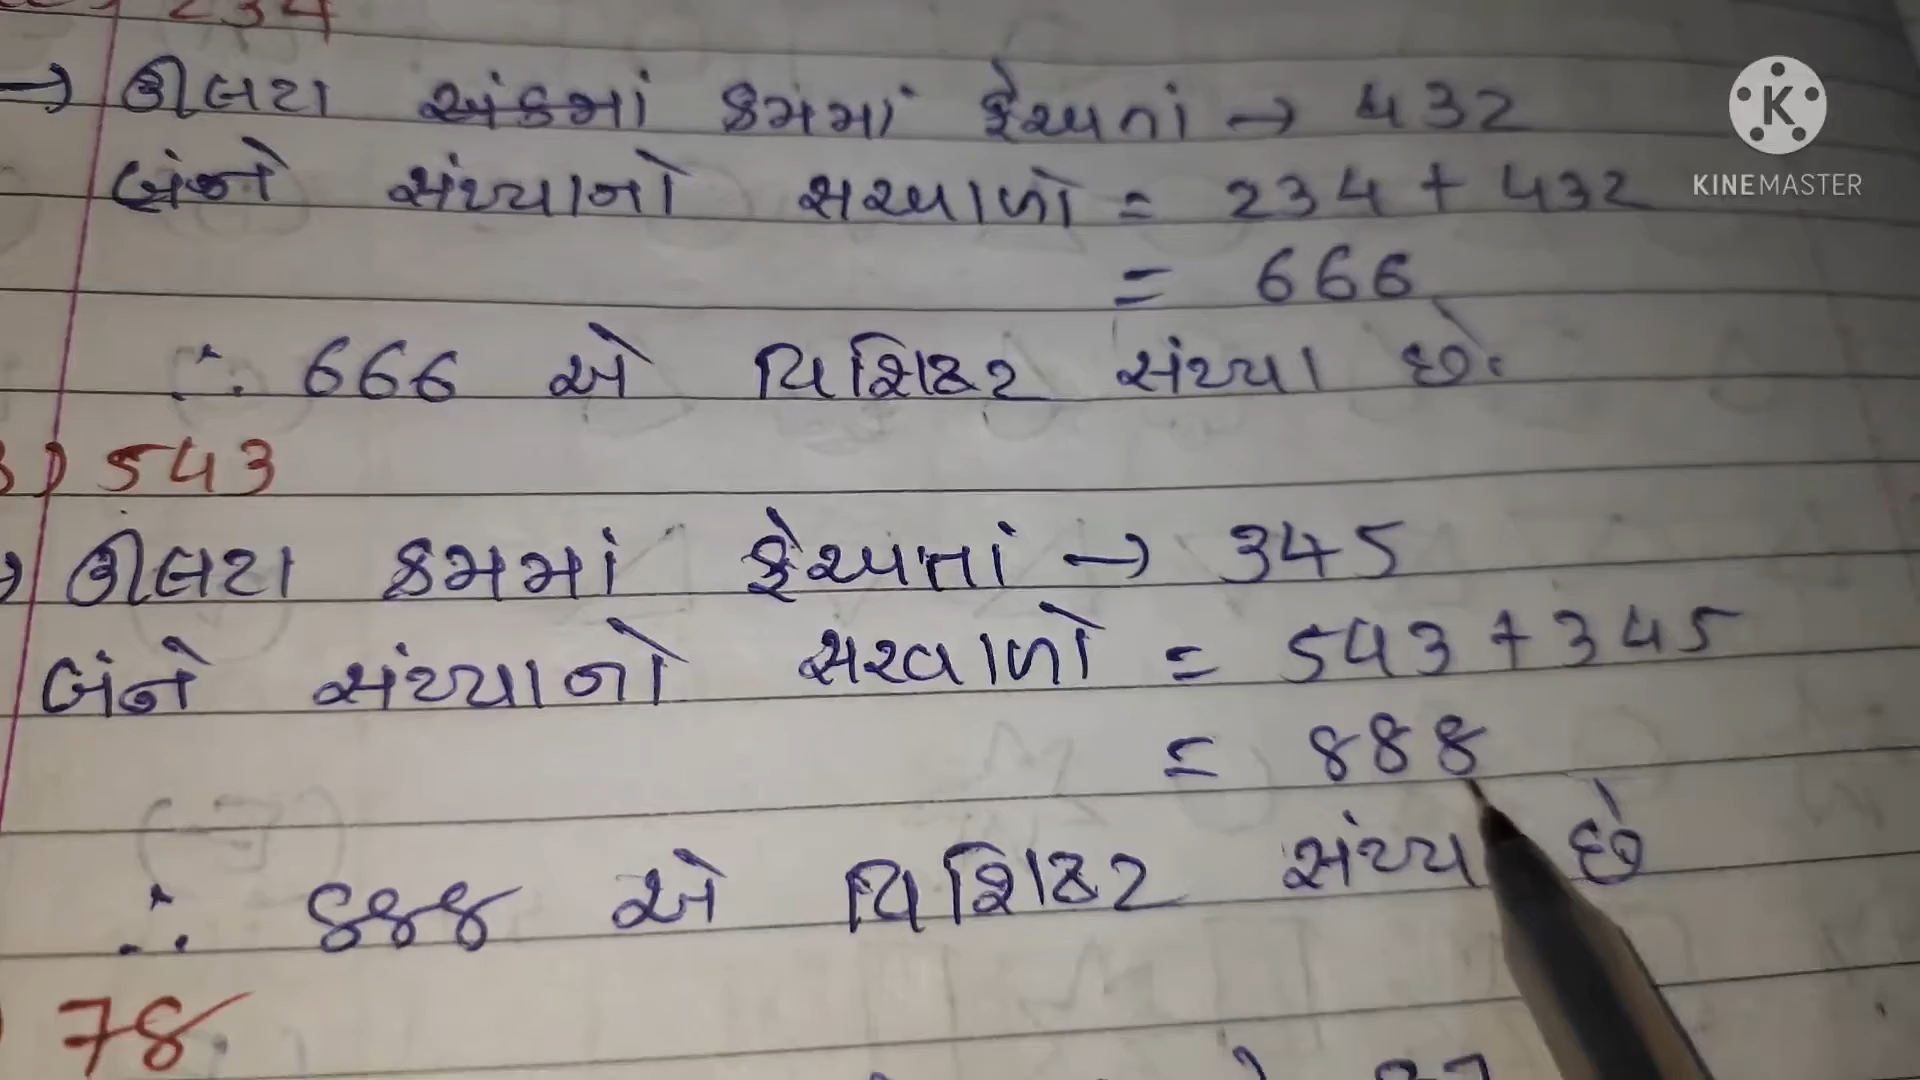 234
→ ઊલટા અંકમાં ક્રમમાં ફેરવતાં → 432
બંને સંખ્યાનો સરવાળો = 234 + 432
= 666
∴ 666 એ વિશિષ્ટ સંખ્યા છે.
3) 543
→ ઊલટા ક્રમમાં ફેરવતાં → 345
બંને સંખ્યાનો સરવાળો = 543 + 345
= 888
∴ 888 એ વિશિષ્ટ સંખ્યા છે
78
87
KINEMASTER